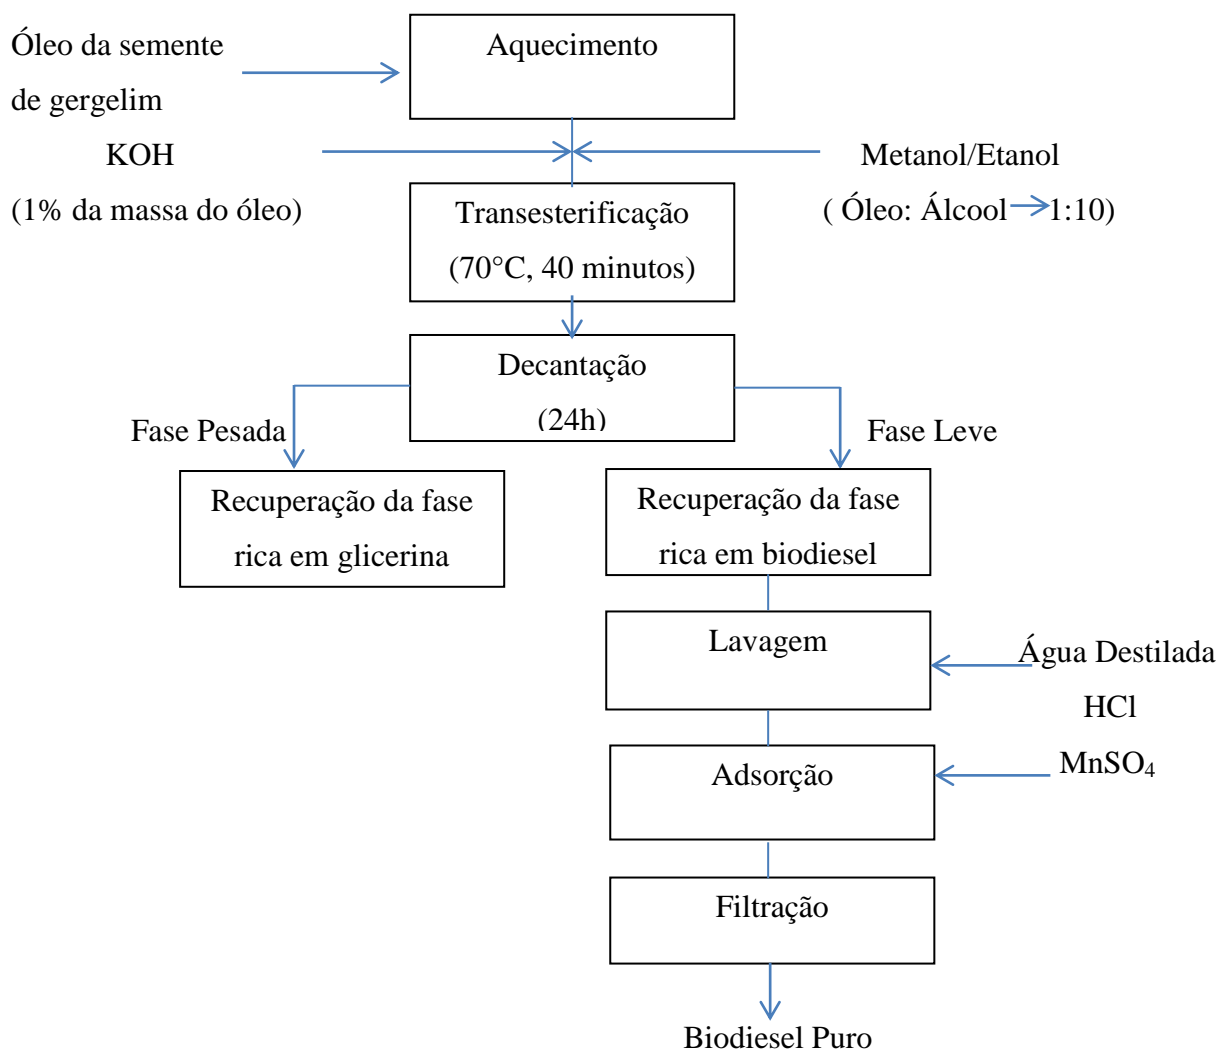 Óleo da semente
de gergelim
Aquecimento
KOH
(1% da massa do óleo)
Metanol/Etanol
( Óleo: Álcool 1:10)
Transesterificação
(70°C, 40 minutos)
Decantação
(24h)
Fase Pesada
Fase Leve
Recuperação da fase
rica em glicerina
Recuperação da fase
rica em biodiesel
Lavagem
Água Destilada
HCl
Adsorção
MnSO₄
Filtração
Biodiesel Puro